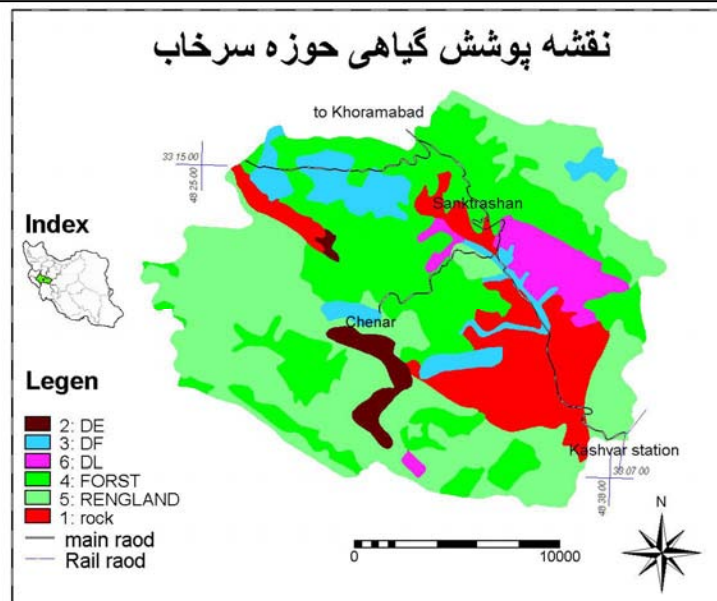 نقشه پوشش گیاهی حوزه سرخاب
to Khoramabad
33 15 00
48 25 00
Sanktrashan
Index
Chenar
Legen
2: DE
3: DF
6: DL
4: FORST
5: RENGLAND
1: rock
main raod
Rail raod
Kashvar station
33 07 00
48 38 00
N
0 10000